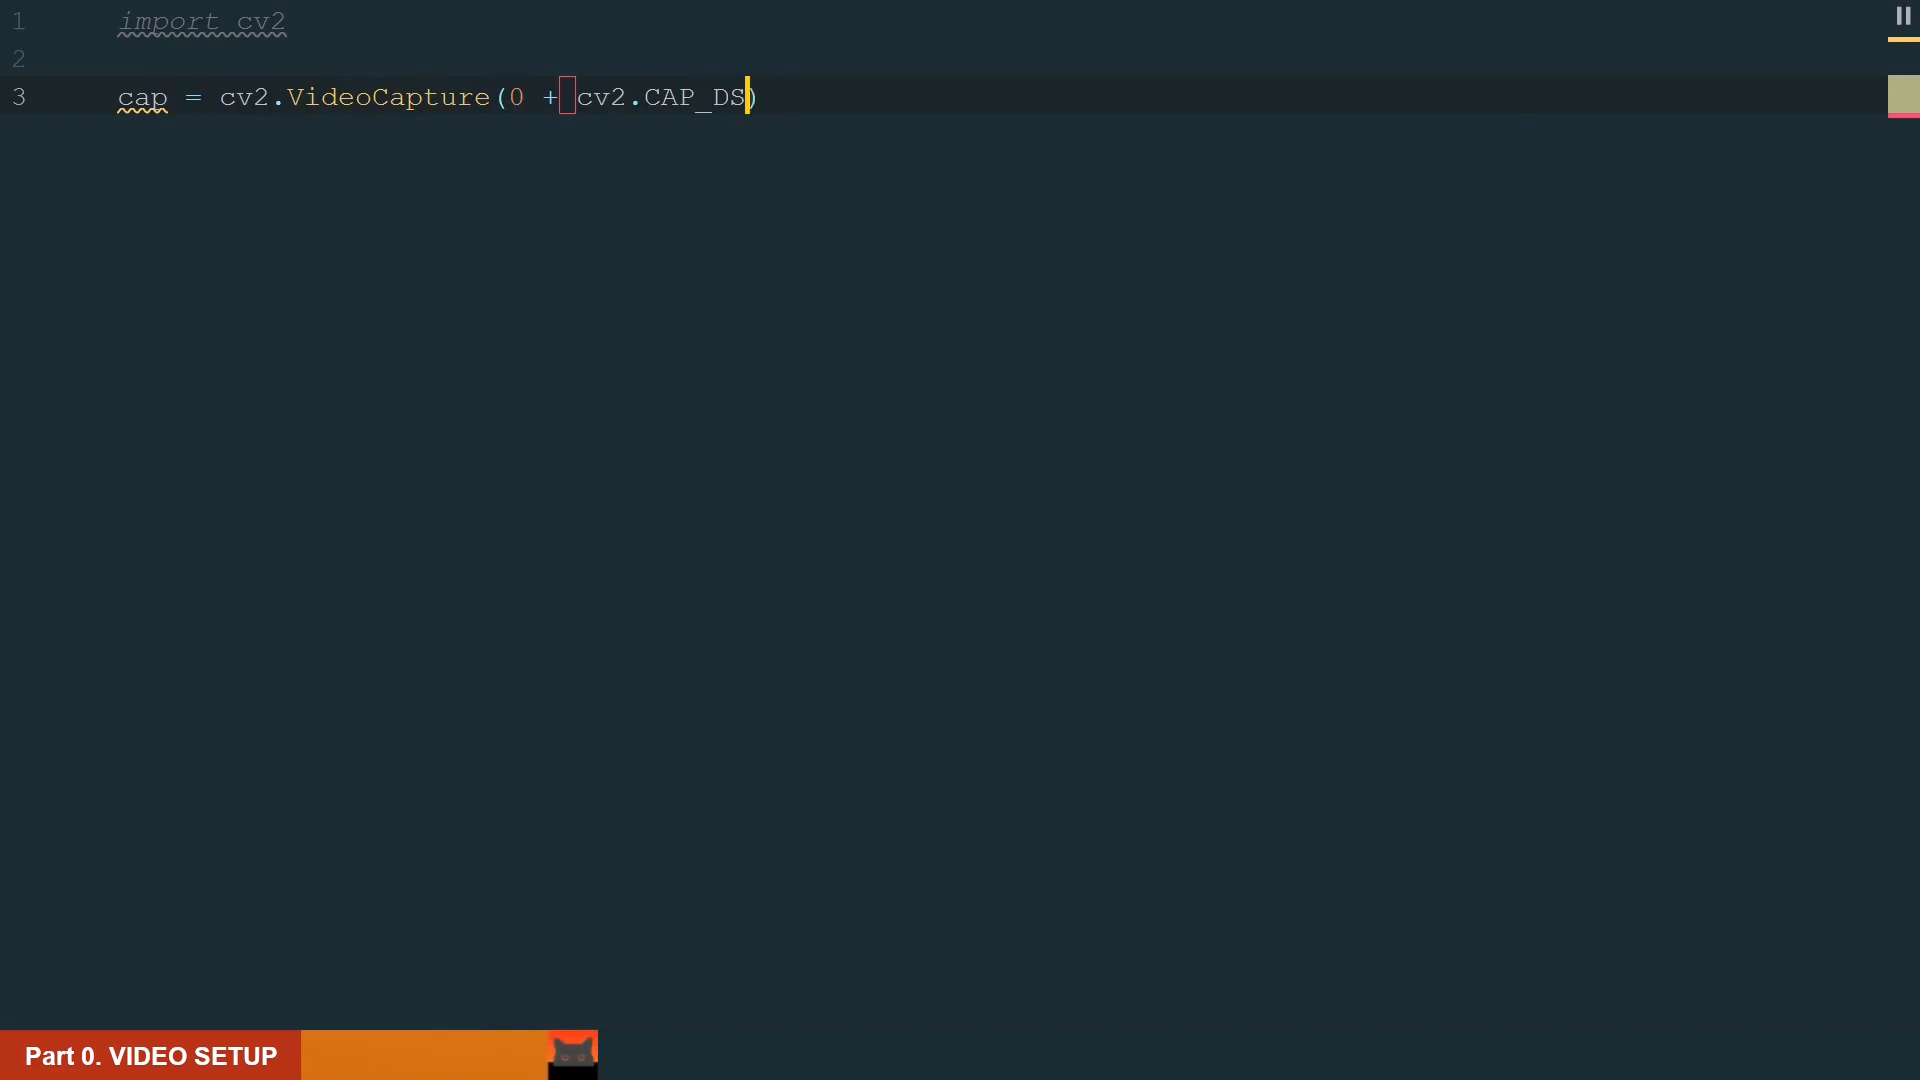 1 import cv2
2
3 cap = cv2.VideoCapture(0 + cv2.CAP_DS)
Part 0. VIDEO SETUP